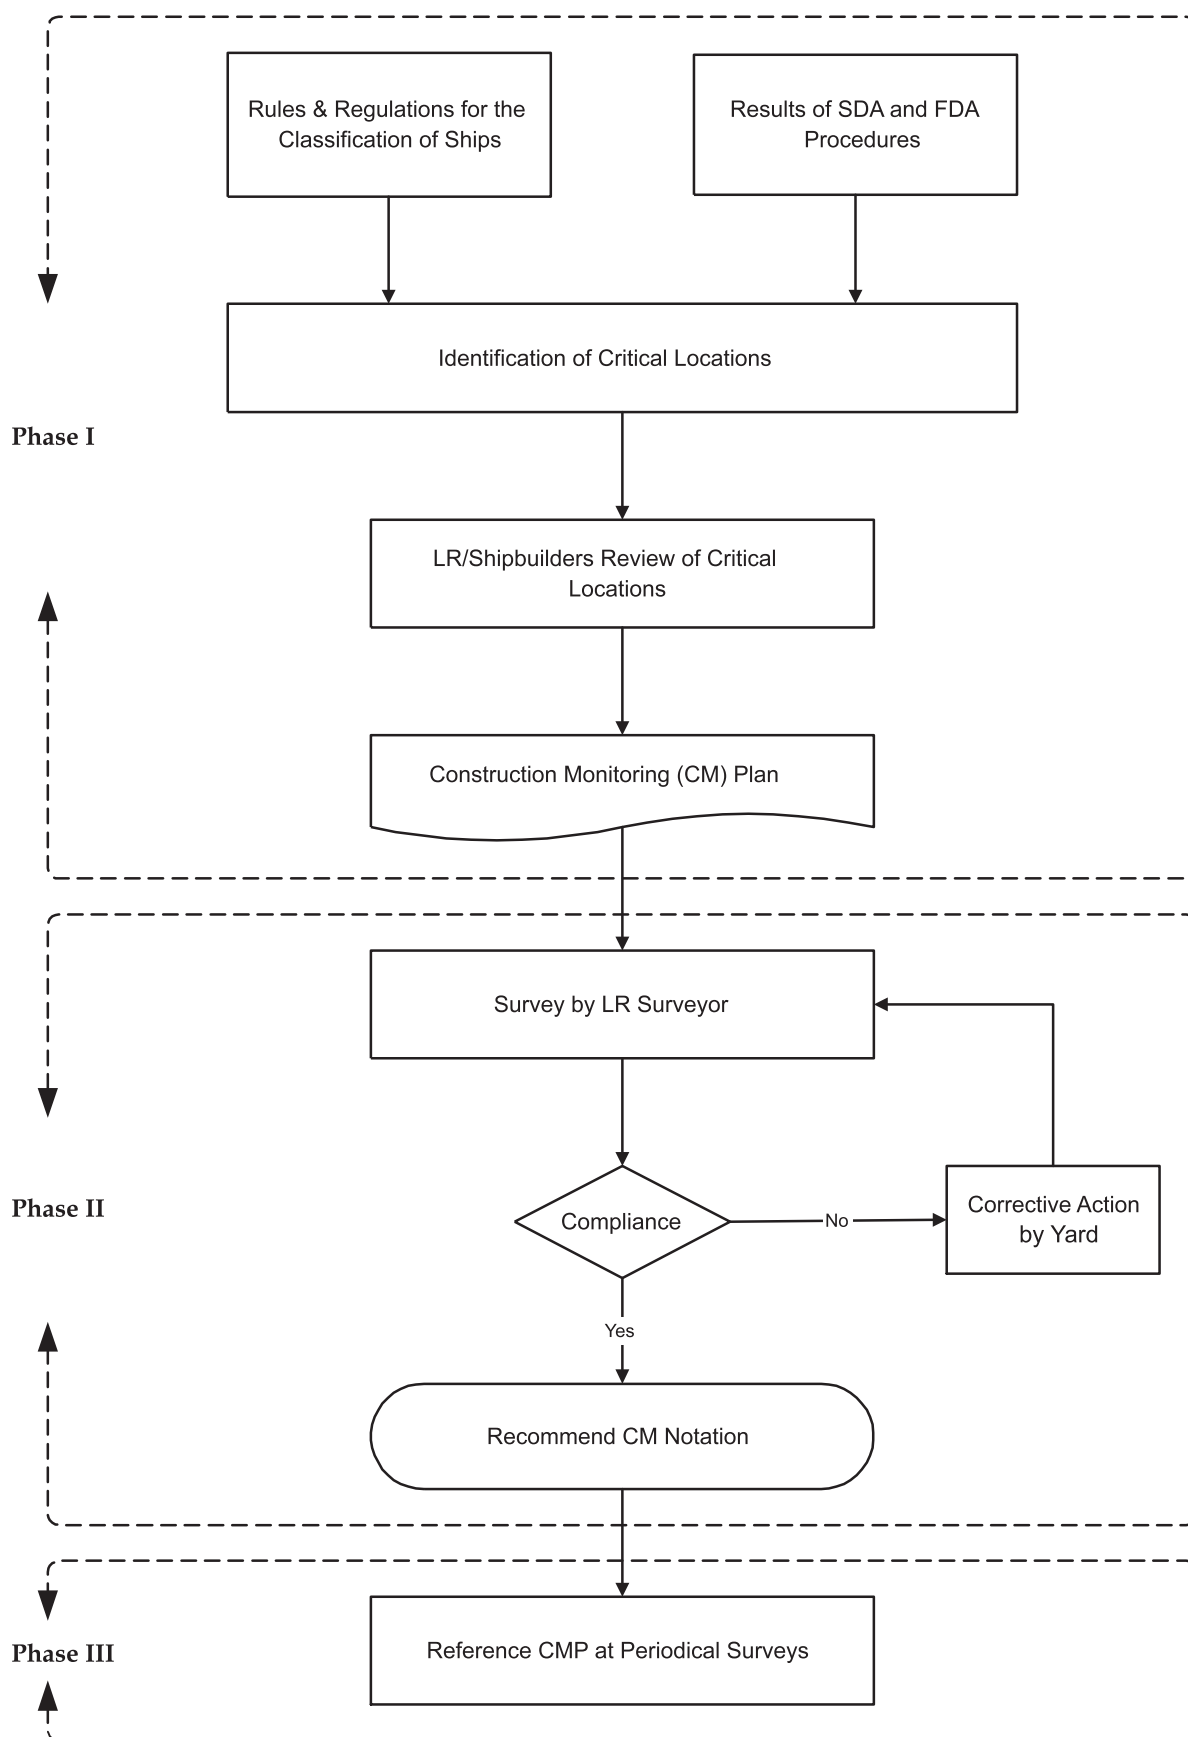 Rules & Regulations for the
Classification of Ships
Results of SDA and FDA
Procedures
Identification of Critical Locations
Phase I
LR/Shipbuilders Review of Critical
Locations
Construction Monitoring (CM) Plan
Survey by LR Surveyor
Phase II
Compliance
No
Corrective Action
by Yard
Yes
Recommend CM Notation
Phase III
Reference CMP at Periodical Surveys